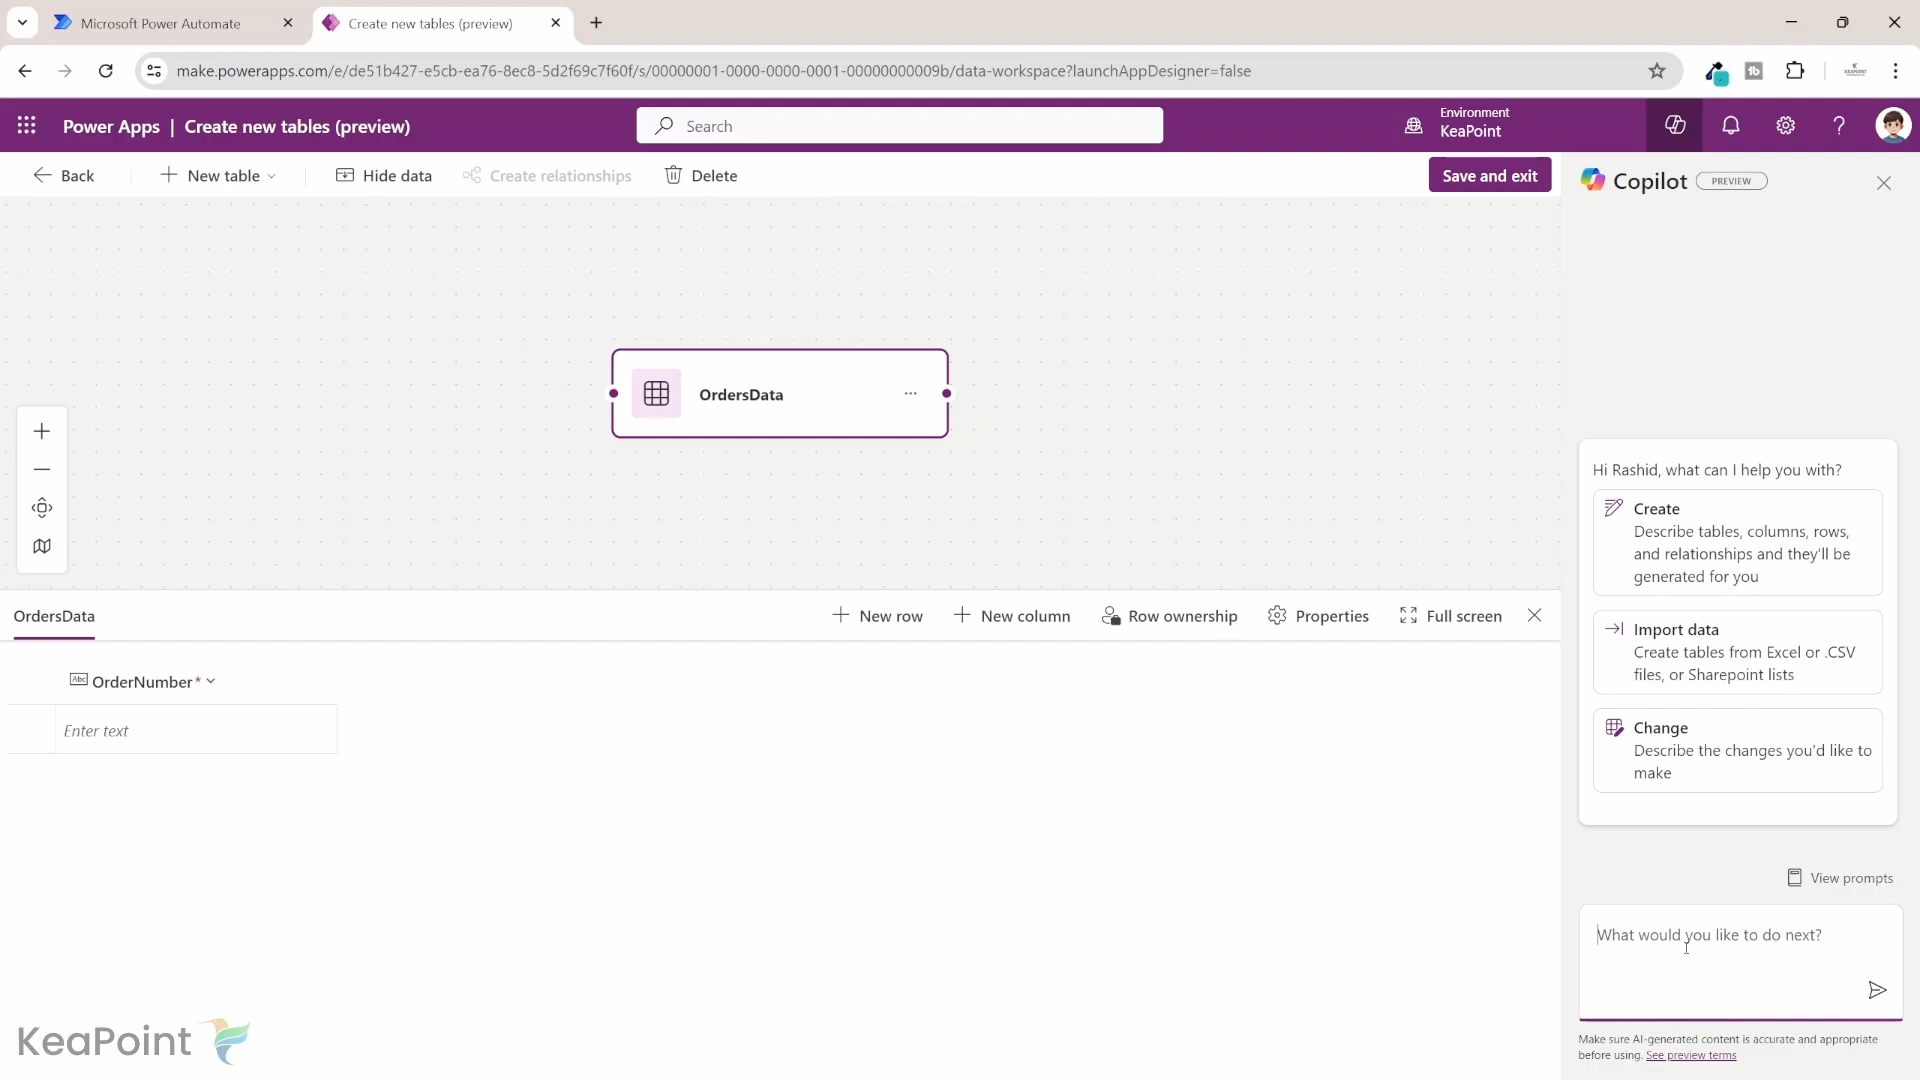 Microsoft Power Automate
Create new tables (preview)
make.powerapps.com/e/de51b427-e5cb-ea76-8ec8-5d2f69c7f60f/s/00000001-0000-0000-0001-00000000009b/data-workspace?launchAppDesigner=false
Power Apps | Create new tables (preview)
Search
Environment
KeaPoint
Back
New table
Hide data
Create relationships
Delete
Save and exit
Copilot
PREVIEW
OrdersData
Hi Rashid, what can I help you with?
Create
Describe tables, columns, rows,
and relationships and they'll be
generated for you
Import data
Create tables from Excel or .CSV
files, or Sharepoint lists
Change
Describe the changes you'd like to
make
OrdersData
New row
New column
Row ownership
Properties
Full screen
Abc OrderNumber *
Enter text
View prompts
What would you like to do next?
Make sure AI-generated content is accurate and appropriate
before using. See preview terms
KeaPoint